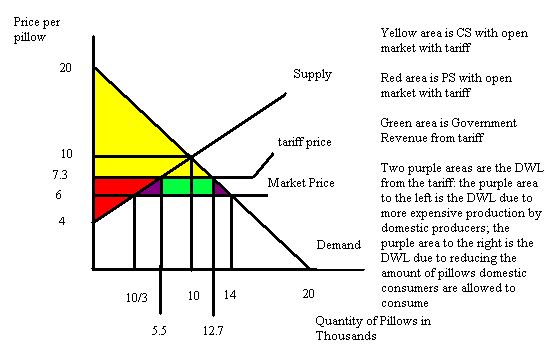 Price per
pillow
20
10
7.3
6
4
Supply
tariff price
Market Price
Demand
10/3
10
14
20
5.5
12.7
Quantity of Pillows in
Thousands
Yellow area is CS with open
market with tariff
Red area is PS with open
market with tariff
Green area is Government
Revenue from tariff
Two purple areas are the DWL
from the tariff: the purple area
to the left is the DWL due to
more expensive production by
domestic producers; the
purple area to the right is the
DWL due to reducing the
amount of pillows domestic
consumers are allowed to
consume